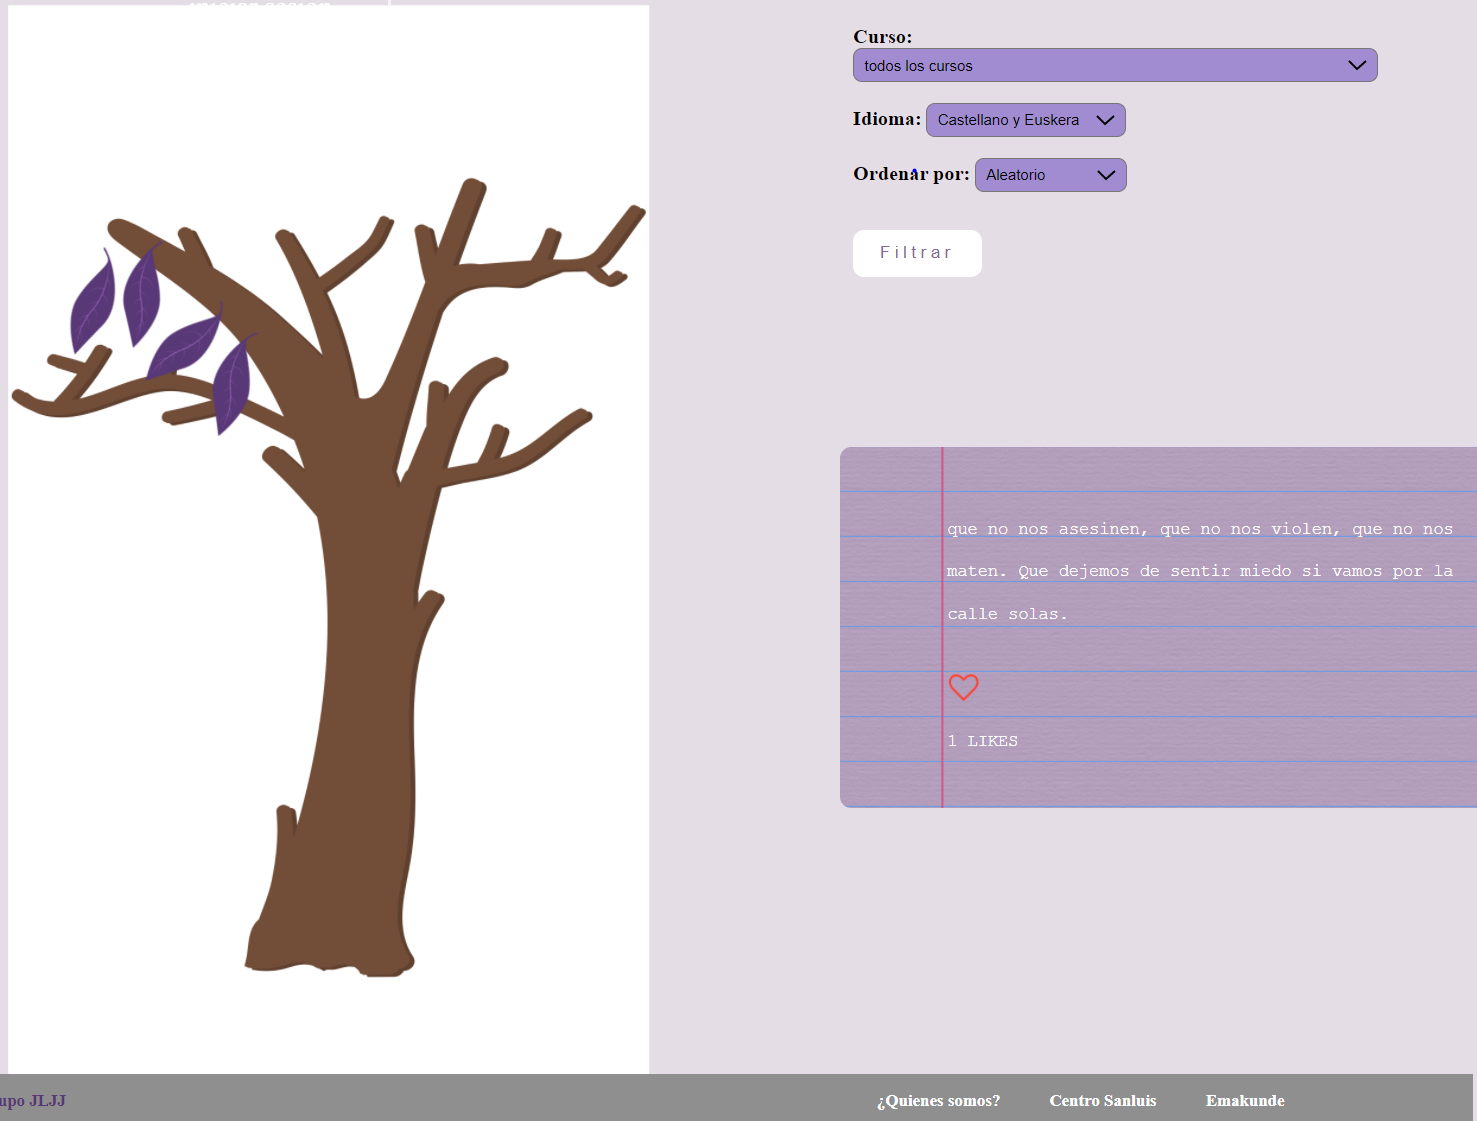 Curso:
todos los cursos
Idioma: Castellano y Euskera
Ordenar por: Aleatorio
Filtrar
que no nos asesinen, que no nos violen, que no nos
maten. Que dejemos de sentir miedo si vamos por la
calle solas.
1 LIKES
upo JLJJ
¿Quienes somos? Centro Sanluis Emakunde